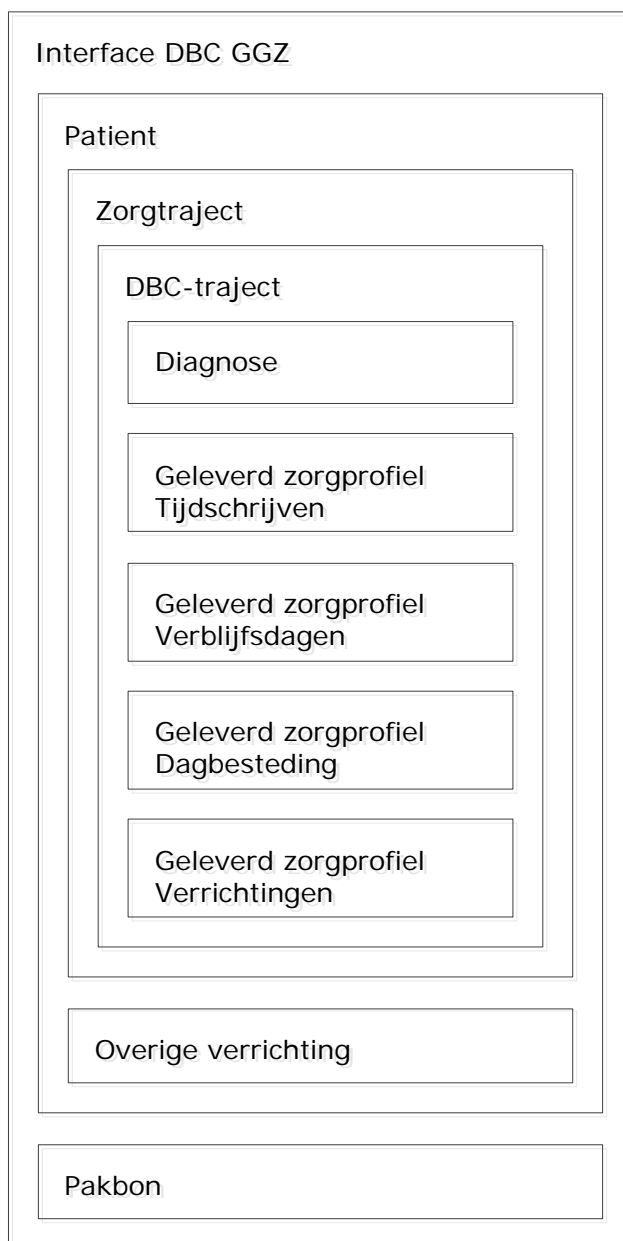 Interface DBC GGZ
Patient
Zorgtraject
DBC-traject
Diagnose
Geleverd zorgprofiel
Tijdschrijven
Geleverd zorgprofiel
Verblijfsdagen
Geleverd zorgprofiel
Dagbesteding
Geleverd zorgprofiel
Verrichtingen
Overige verrichting
Pakbon